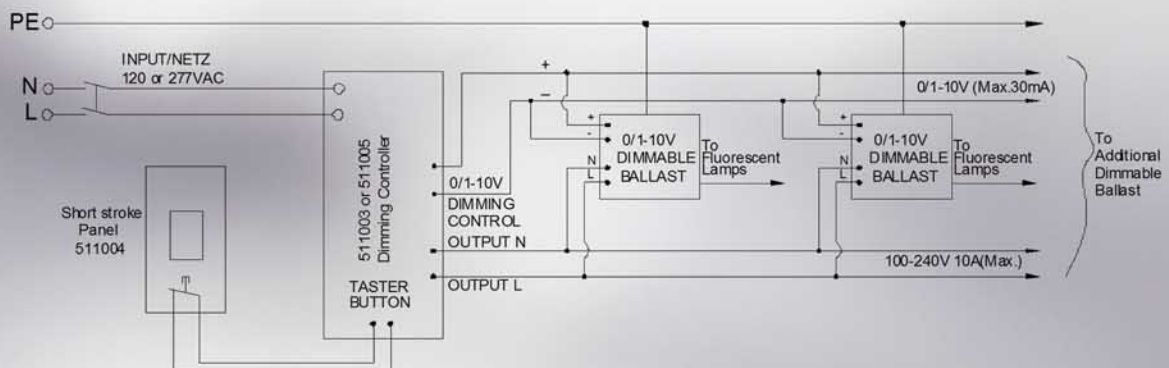 PE
INPUT/NETZ
120 or 277VAC
N
L
511003 or 511005
Dimming Controller
TASTER
BUTTON
Short stroke
Panel
511004
m
+
–
0/1-10V
DIMMING
CONTROL
OUTPUT N
OUTPUT L
+
-
N
L
0/1-10V
DIMMABLE
BALLAST
To
Fluorescent
Lamps
+
-
N
L
0/1-10V
DIMMABLE
BALLAST
To
Fluorescent
Lamps
0/1-10V (Max.30mA)
100-240V 10A(Max.)
To
Additional
Dimmable
Ballast